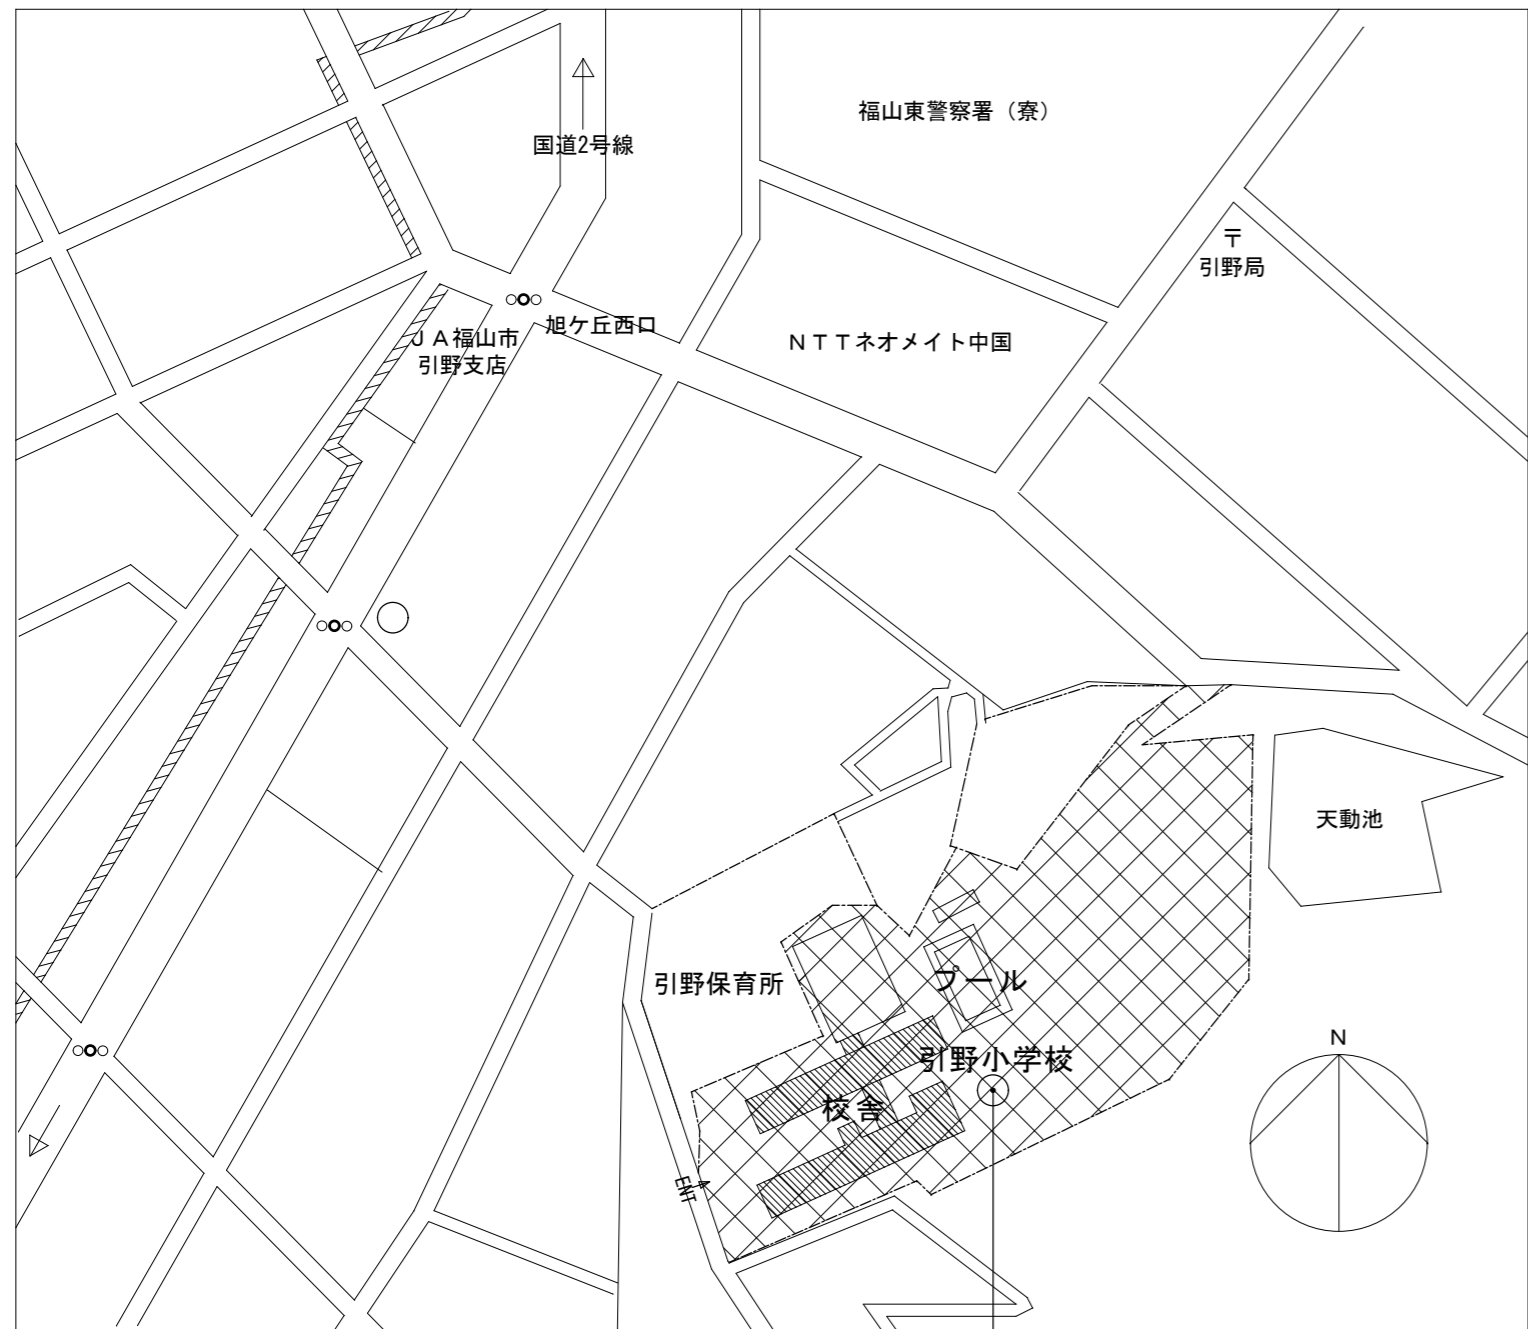 福山東警察署（寮）
国道2号線
〒
引野局
旭ケ丘西口
ＪＡ福山市
引野支店
ＮＴＴネオメイト中国
天動池
引野保育所
プール
引野小学校
校舎
N
ENT